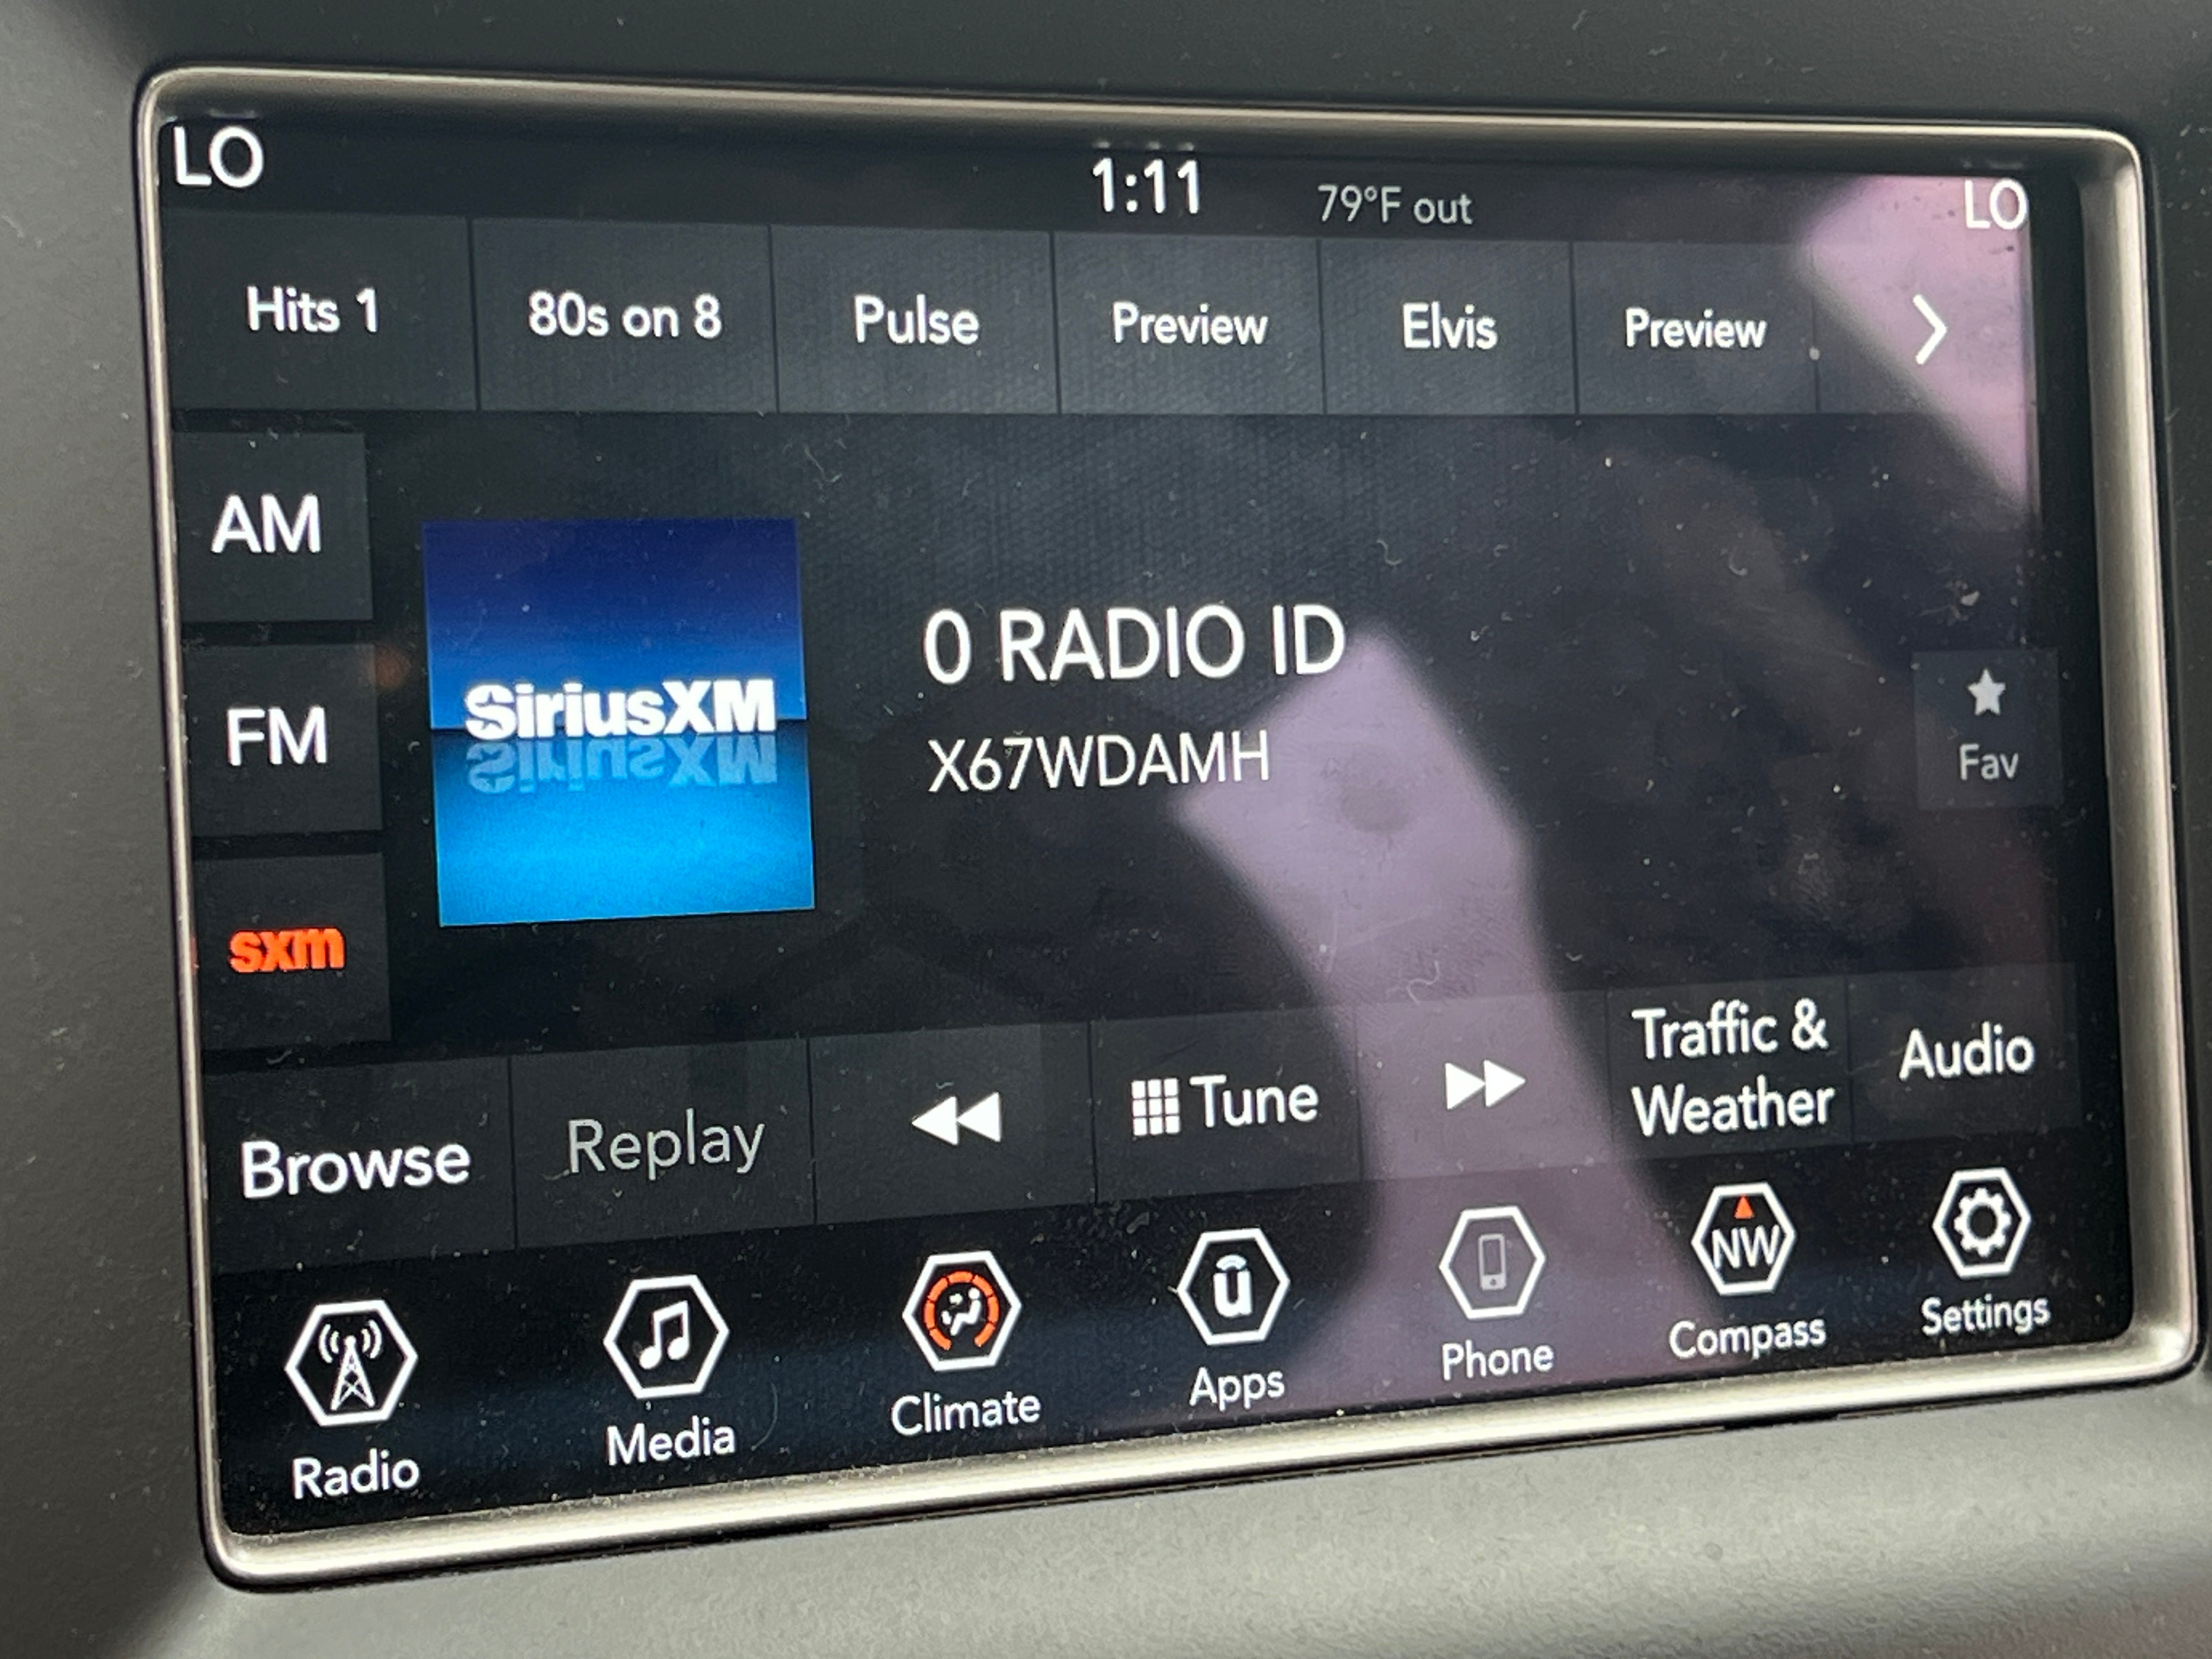 LO 1:11 79°F out LO
Hits 1 80s on 8 Pulse Preview Elvis Preview
AM
SiriusXM
0 RADIO ID
X67WDAMH
FM
Fav
sxm
Browse Replay Tune Traffic & Weather Audio
NW
Radio Media Climate Apps Phone Compass Settings